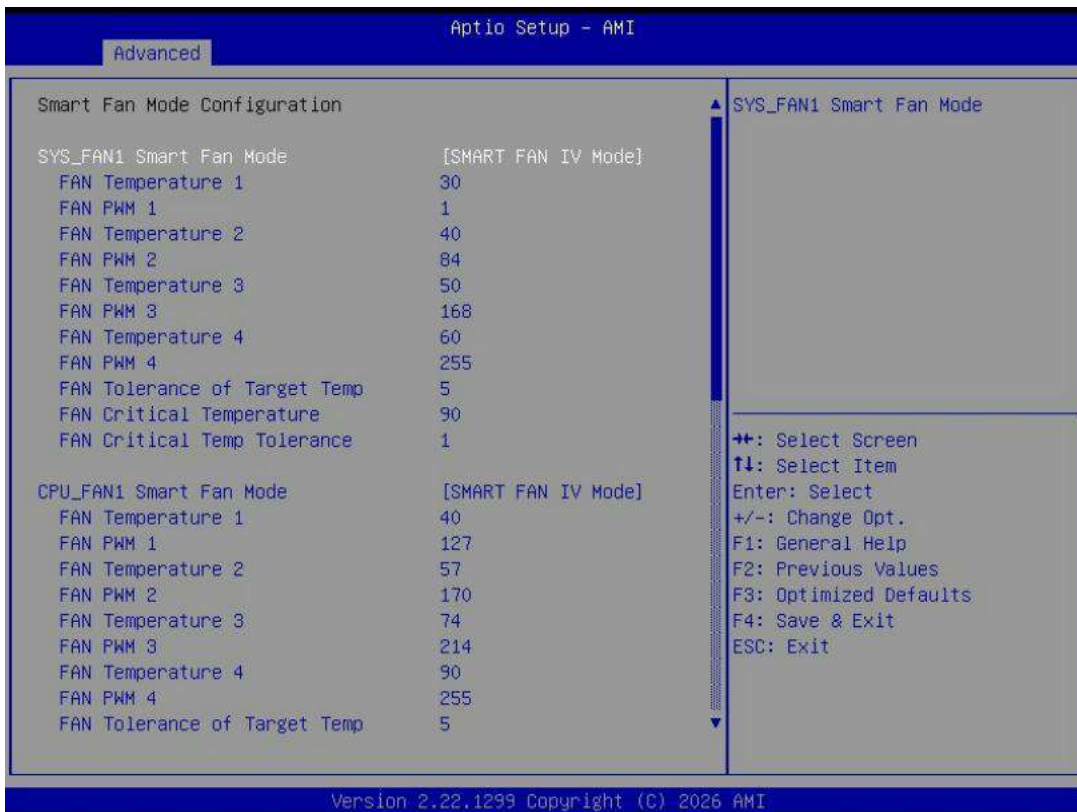 Aptio Setup - AMI
Advanced
Smart Fan Mode Configuration
SYS_FAN1 Smart Fan Mode [SMART FAN IV Mode]
FAN Temperature 1 30
FAN PWM 1 1
FAN Temperature 2 40
FAN PWM 2 84
FAN Temperature 3 50
FAN PWM 3 168
FAN Temperature 4 60
FAN PWM 4 255
FAN Tolerance of Target Temp 5
FAN Critical Temperature 90
FAN Critical Temp Tolerance 1
CPU_FAN1 Smart Fan Mode [SMART FAN IV Mode]
FAN Temperature 1 40
FAN PWM 1 127
FAN Temperature 2 57
FAN PWM 2 170
FAN Temperature 3 74
FAN PWM 3 214
FAN Temperature 4 90
FAN PWM 4 255
FAN Tolerance of Target Temp 5
SYS_FAN1 Smart Fan Mode
→←: Select Screen
↑↓: Select Item
Enter: Select
+/-: Change Opt.
F1: General Help
F2: Previous Values
F3: Optimized Defaults
F4: Save & Exit
ESC: Exit
Version 2.22.1299 Copyright (C) 2026 AMI